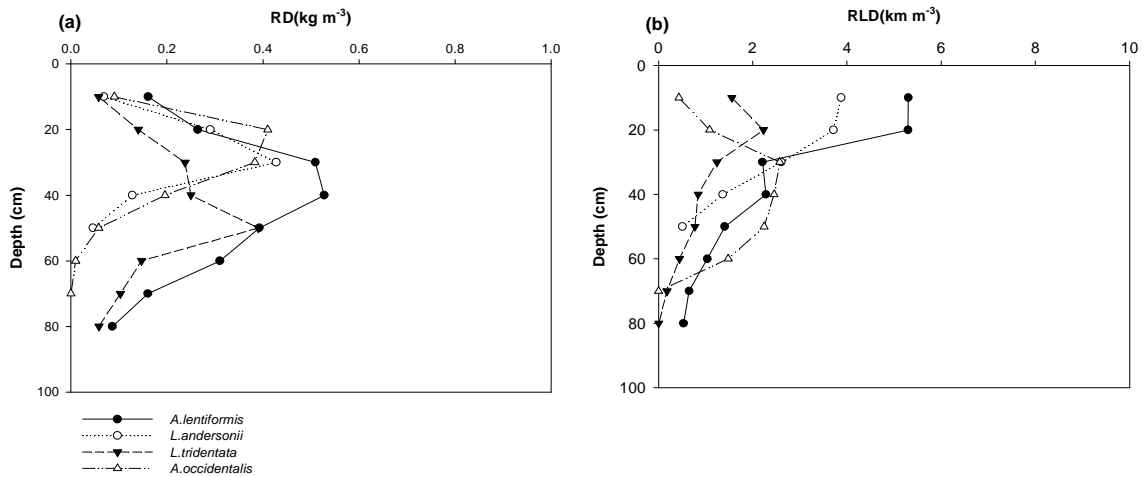 (a)
RD(kg m⁻³)
0.0 0.2 0.4 0.6 0.8 1.0
0
20
40
60
80
100
Depth (cm)
(b)
RLD(km m⁻³)
0 2 4 6 8 10
0
20
40
60
80
100
Depth (cm)
A.lentiformis
L.andersonii
L.tridentata
A.occidentalis